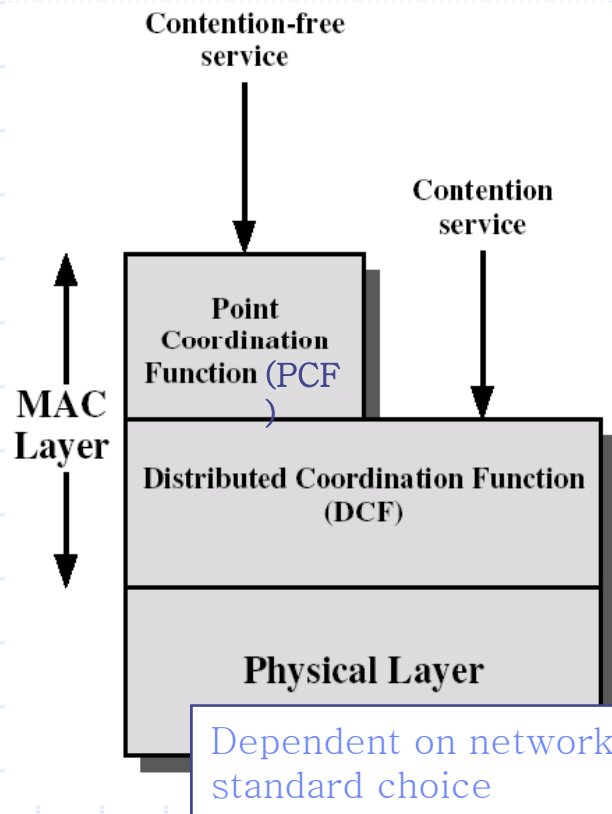 Contention-free
service
Contention
service
Point
Coordination
Function (PCF
)
MAC
Layer
Distributed Coordination Function
(DCF)
Physical Layer
Dependent on network
standard choice